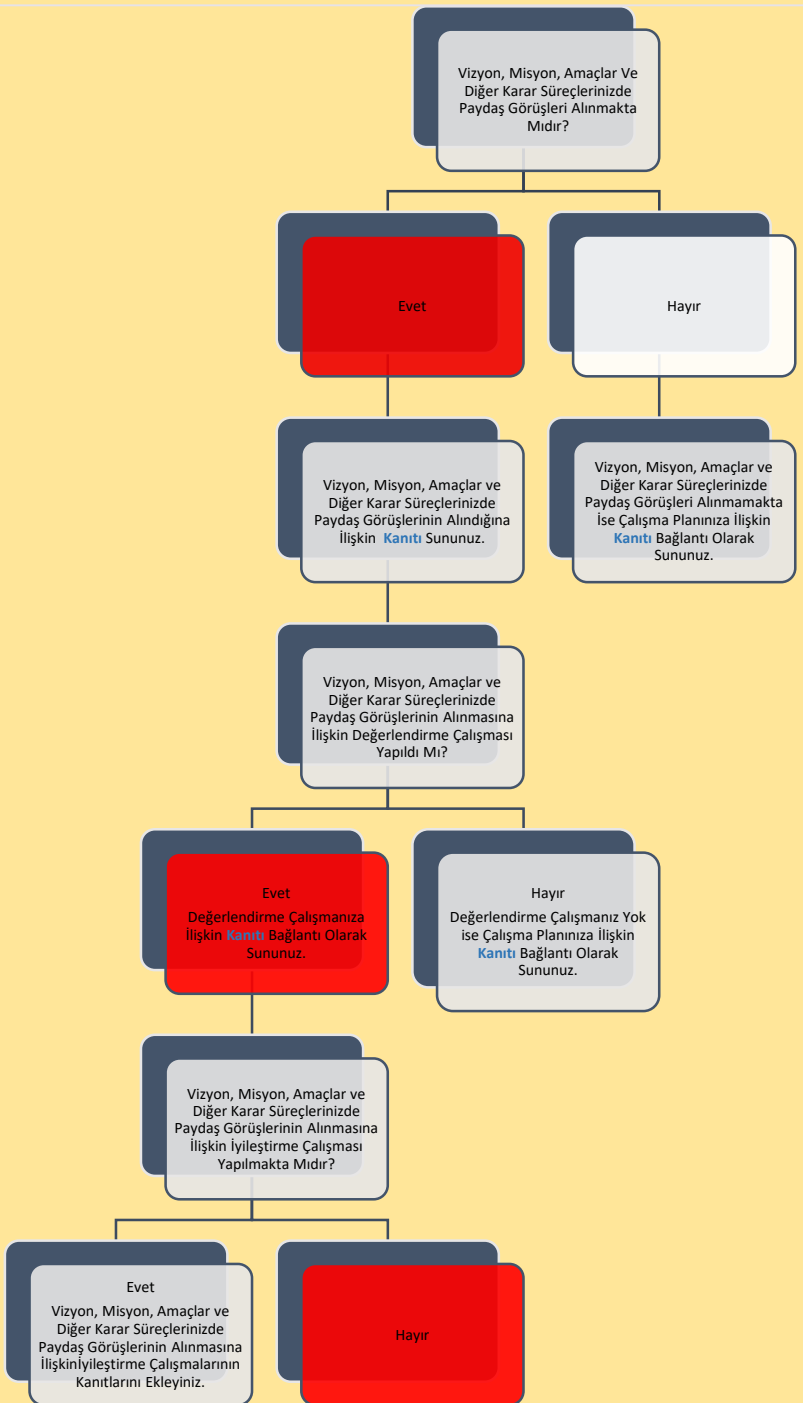 Vizyon, Misyon, Amaçlar Ve
Diğer Karar Süreçlerinizde
Paydaş Görüşleri Alınmakta
Mıdır?
Evet
Hayır
Vizyon, Misyon, Amaçlar ve
Diğer Karar Süreçlerinizde
Paydaş Görüşlerinin Alındığına
İlişkin Kanıtı Sununuz.
Vizyon, Misyon, Amaçlar ve
Diğer Karar Süreçlerinizde
Paydaş Görüşleri Alınmamakta
İse Çalışma Planınıza İlişkin
Kanıtı Bağlantı Olarak
Sununuz.
Vizyon, Misyon, Amaçlar ve
Diğer Karar Süreçlerinizde
Paydaş Görüşlerinin Alınmasına
İlişkin Değerlendirme Çalışması
Yapıldı Mı?
Evet
Değerlendirme Çalışmanıza
İlişkin Kanıtı Bağlantı Olarak
Sununuz.
Hayır
Değerlendirme Çalışmanız Yok
ise Çalışma Planınıza İlişkin
Kanıtı Bağlantı Olarak
Sununuz.
Vizyon, Misyon, Amaçlar ve
Diğer Karar Süreçlerinizde
Paydaş Görüşlerinin Alınmasına
İlişkin İyileştirme Çalışması
Yapılmakta Mıdır?
Evet
Vizyon, Misyon, Amaçlar ve
Diğer Karar Süreçlerinizde
Paydaş Görüşlerinin Alınmasına
İlişkinİyileştirme Çalışmalarının
Kanıtlarını Ekleyiniz.
Hayır